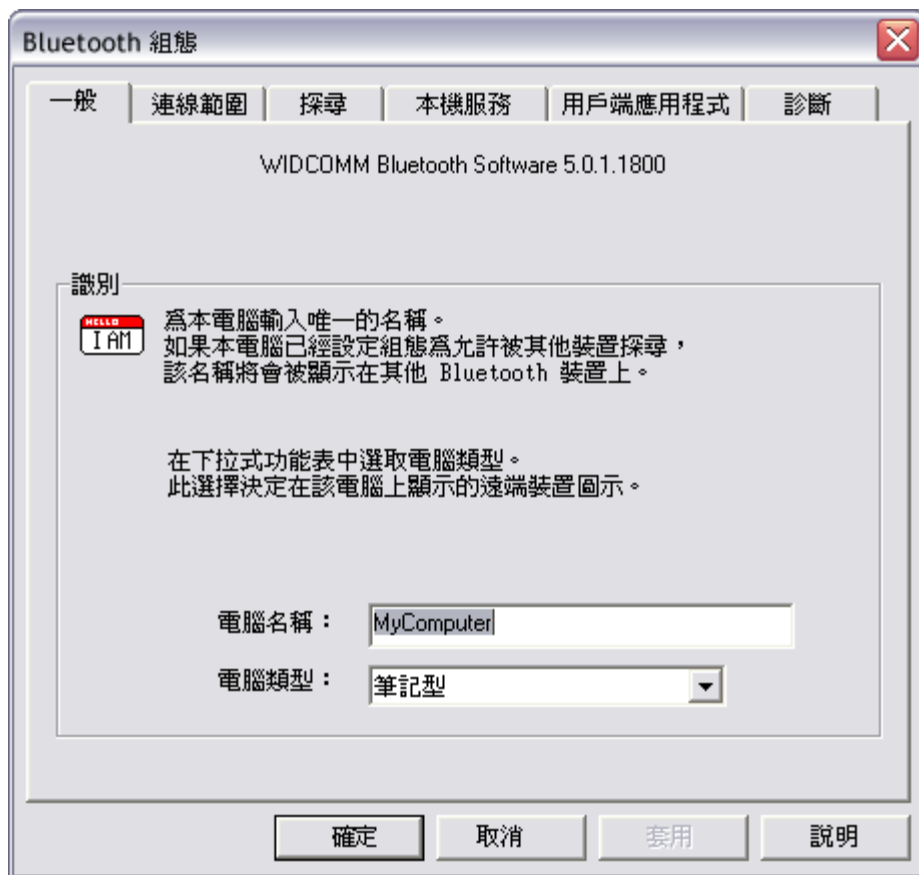 Bluetooth 組態
一般 連線範圍 探尋 本機服務 用戶端應用程式 診斷
WIDCOMM Bluetooth Software 5.0.1.1800
識別
HELLO
I AM
為本電腦輸入唯一的名稱。
如果本電腦已經設定組態為允許被其他裝置探尋，
該名稱將會被顯示在其他 Bluetooth 裝置上。
在下拉式功能表中選取電腦類型。
此選擇決定在該電腦上顯示的遠端裝置圖示。
電腦名稱： MyComputer
電腦類型： 筆記型
確定 取消 套用 說明